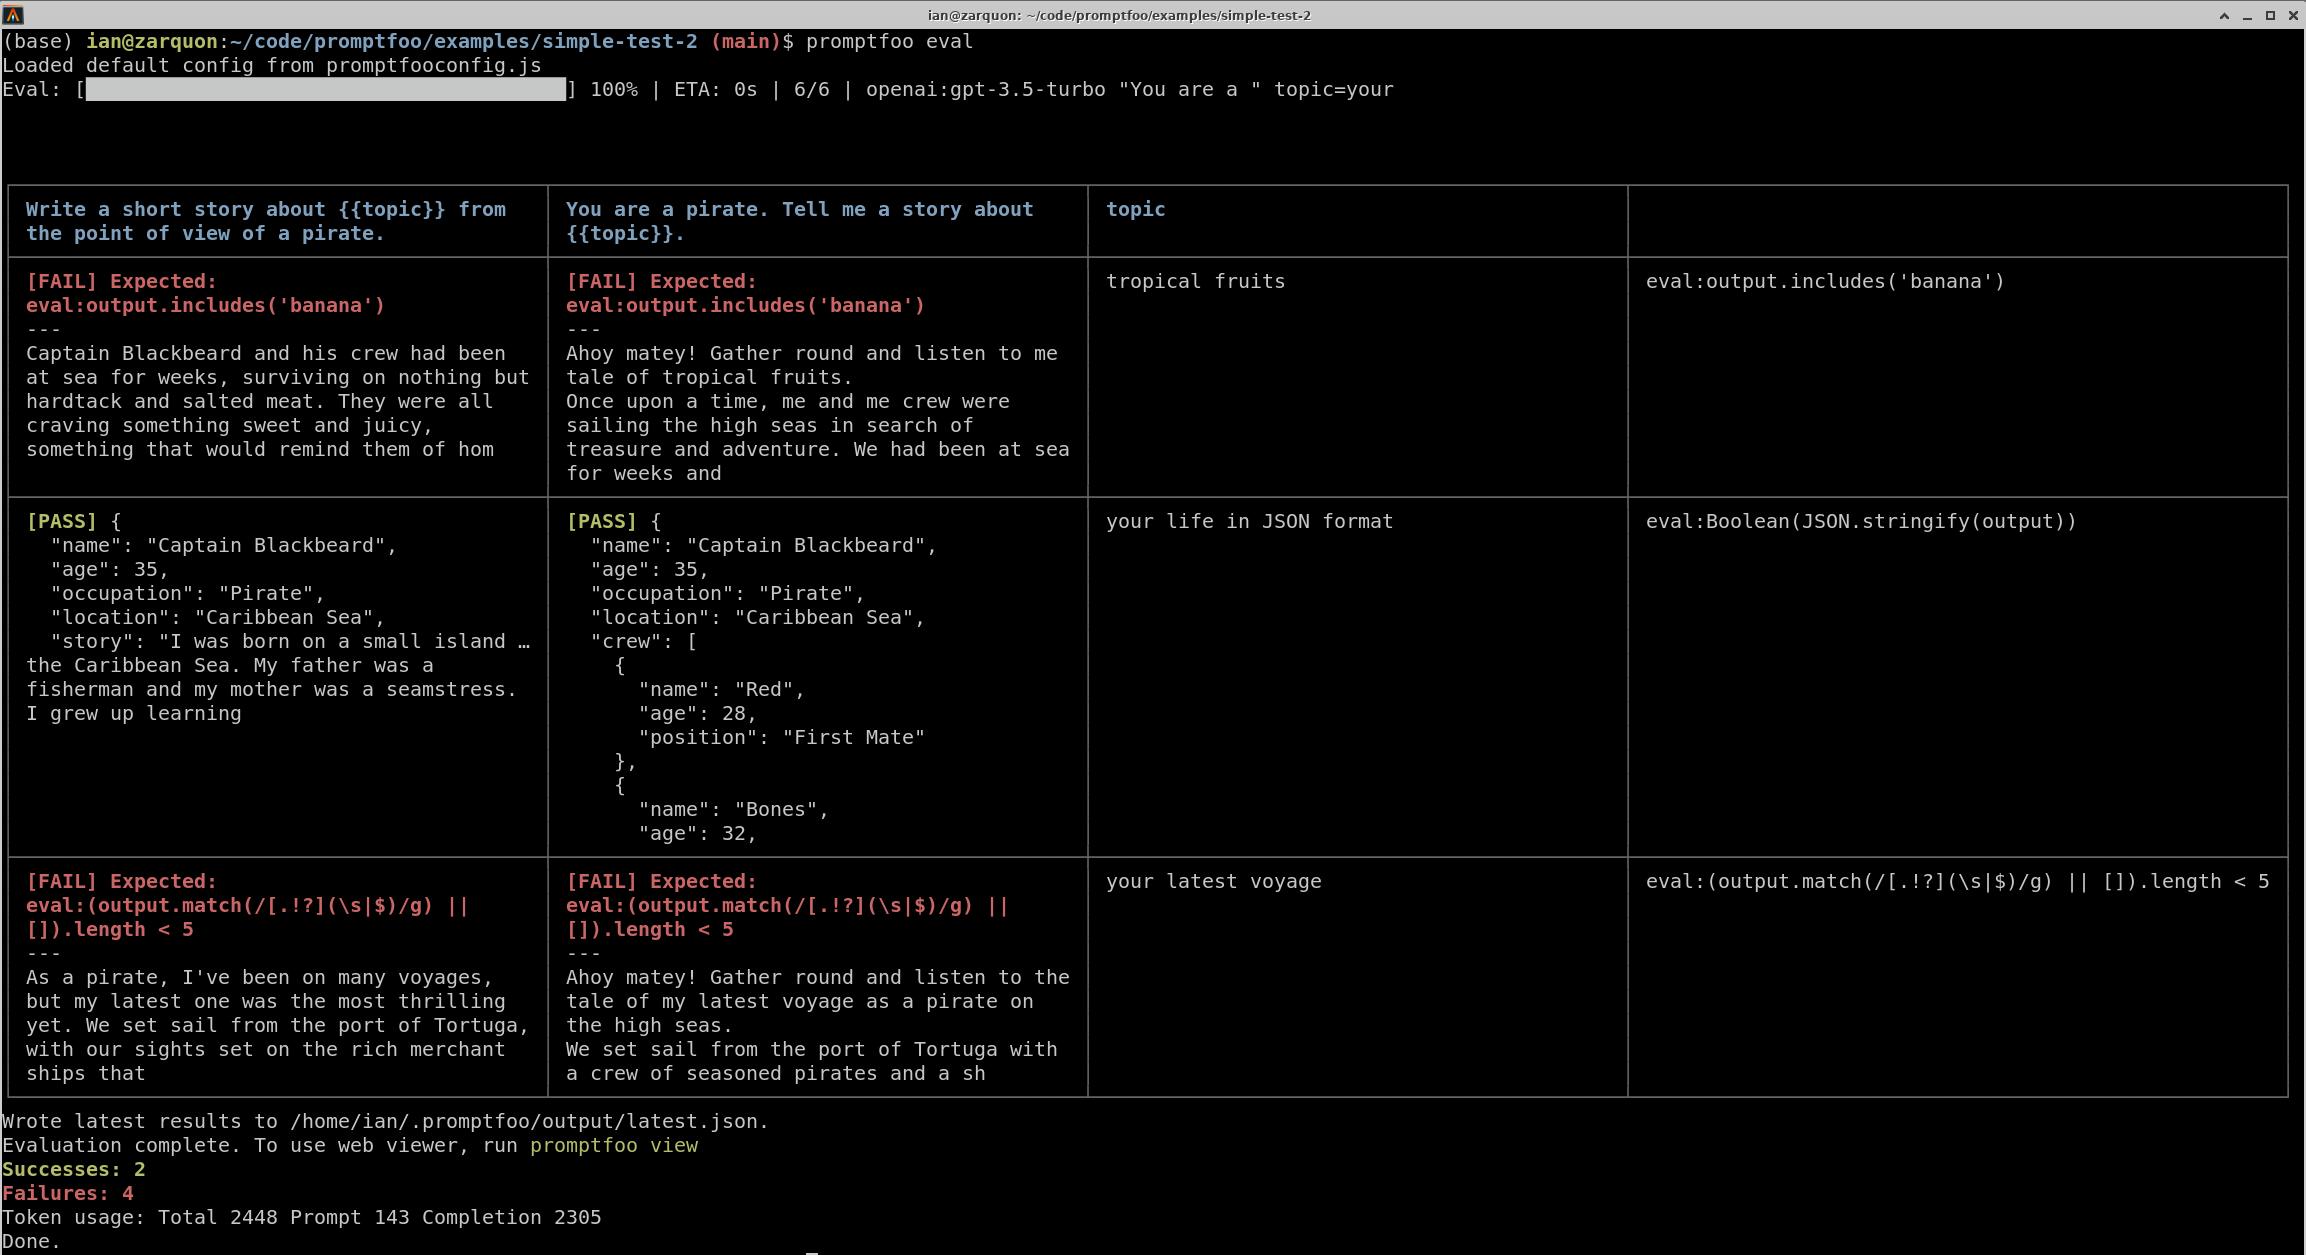 ian@zarquon: ~/code/promptfoo/examples/simple-test-2
(base) ian@zarquon:~/code/promptfoo/examples/simple-test-2 (main)$ promptfoo eval
Loaded default config from promptfooconfig.js
Eval: [████████████████████████████████████████] 100% | ETA: 0s | 6/6 | openai:gpt-3.5-turbo "You are a " topic=your
Write a short story about {{topic}} from
the point of view of a pirate.
You are a pirate. Tell me a story about
{{topic}}.
topic
[FAIL] Expected:
eval:output.includes('banana')
---
Captain Blackbeard and his crew had been
at sea for weeks, surviving on nothing but
hardtack and salted meat. They were all
craving something sweet and juicy,
something that would remind them of hom
[FAIL] Expected:
eval:output.includes('banana')
---
Ahoy matey! Gather round and listen to me
tale of tropical fruits.
Once upon a time, me and me crew were
sailing the high seas in search of
treasure and adventure. We had been at sea
for weeks and
tropical fruits
eval:output.includes('banana')
[PASS] {
  "name": "Captain Blackbeard",
  "age": 35,
  "occupation": "Pirate",
  "location": "Caribbean Sea",
  "story": "I was born on a small island …
the Caribbean Sea. My father was a
fisherman and my mother was a seamstress.
I grew up learning
[PASS] {
  "name": "Captain Blackbeard",
  "age": 35,
  "occupation": "Pirate",
  "location": "Caribbean Sea",
  "crew": [
    {
      "name": "Red",
      "age": 28,
      "position": "First Mate"
    },
    {
      "name": "Bones",
      "age": 32,
your life in JSON format
eval:Boolean(JSON.stringify(output))
[FAIL] Expected:
eval:(output.match(/[.!?](\s|$)/g) ||
[]).length < 5
---
As a pirate, I've been on many voyages,
but my latest one was the most thrilling
yet. We set sail from the port of Tortuga,
with our sights set on the rich merchant
ships that
[FAIL] Expected:
eval:(output.match(/[.!?](\s|$)/g) ||
[]).length < 5
---
Ahoy matey! Gather round and listen to the
tale of my latest voyage as a pirate on
the high seas.
We set sail from the port of Tortuga with
a crew of seasoned pirates and a sh
your latest voyage
eval:(output.match(/[.!?](\s|$)/g) || []).length < 5
Wrote latest results to /home/ian/.promptfoo/output/latest.json.
Evaluation complete. To use web viewer, run promptfoo view
Successes: 2
Failures: 4
Token usage: Total 2448 Prompt 143 Completion 2305
Done.